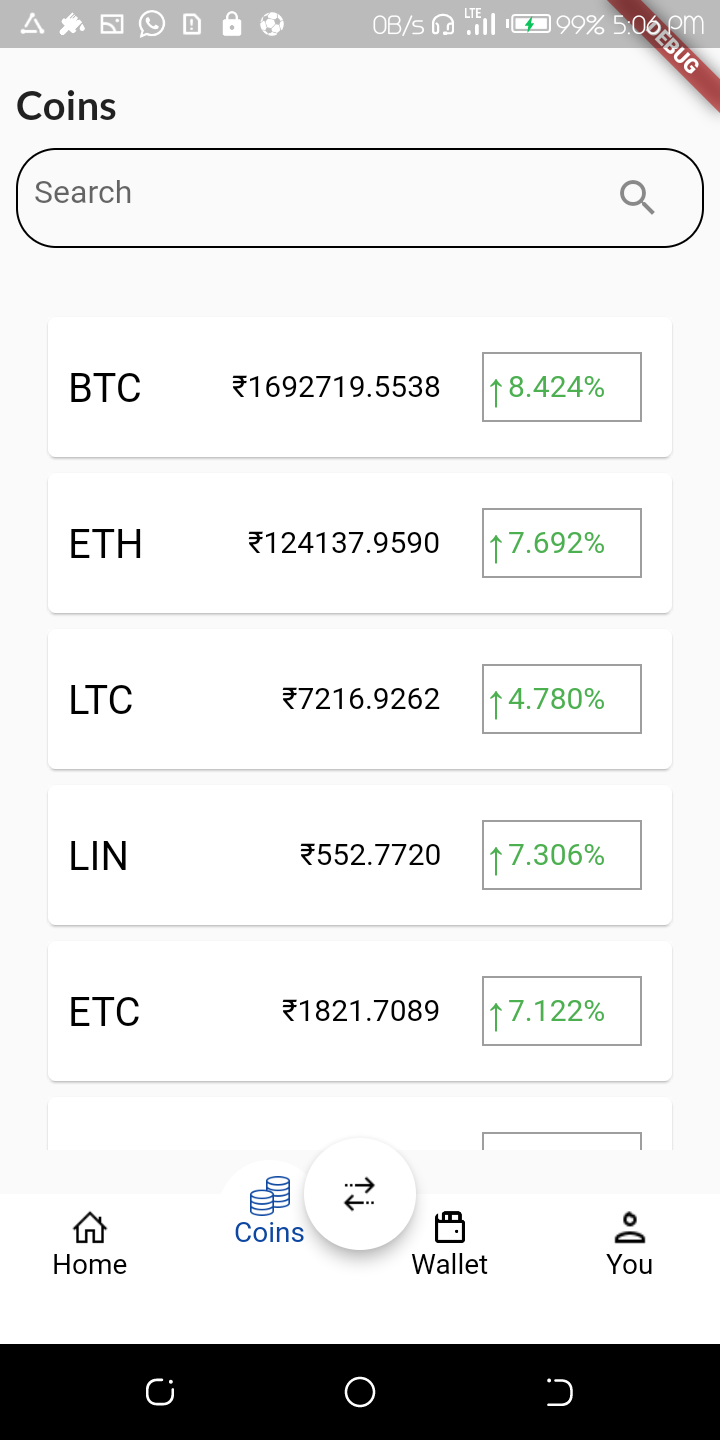 0B/s LTE 99% 5:06 PM
DEBUG
Coins
Search
BTC ₹1692719.5538 ↑8.424%
ETH ₹124137.9590 ↑7.692%
LTC ₹7216.9262 ↑4.780%
LIN ₹552.7720 ↑7.306%
ETC ₹1821.7089 ↑7.122%
Home Coins Wallet You